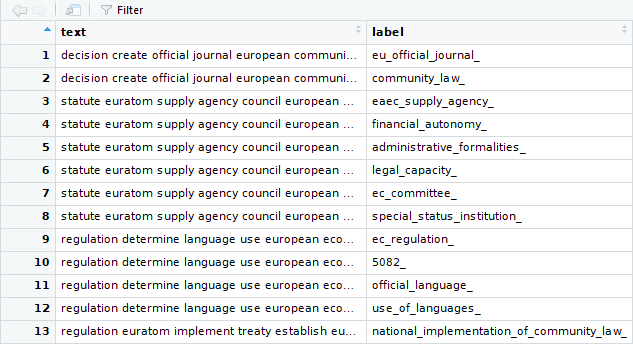 Filter
text label
1 decision create official journal european communi... eu_official_journal_
2 decision create official journal european communi... community_law_
3 statute euratom supply agency council european ... eaec_supply_agency_
4 statute euratom supply agency council european ... financial_autonomy_
5 statute euratom supply agency council european ... administrative_formalities_
6 statute euratom supply agency council european ... legal_capacity_
7 statute euratom supply agency council european ... ec_committee_
8 statute euratom supply agency council european ... special_status_institution_
9 regulation determine language use european eco... ec_regulation_
10 regulation determine language use european eco... 5082_
11 regulation determine language use european eco... official_language_
12 regulation determine language use european eco... use_of_languages_
13 regulation euratom implement treaty establish eu... national_implementation_of_community_law_